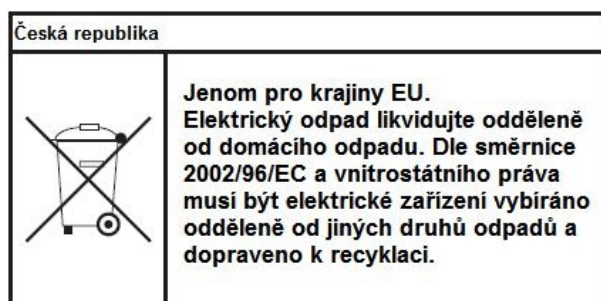 Česká republika
Jenom pro krajiny EU.
Elektrický odpad likvidujte odděleně
od domácího odpadu. Dle směrnice
2002/96/EC a vnitrostátního práva
musí být elektrické zařízení vybíráno
odděleně od jiných druhů odpadů a
dopraveno k recyklaci.